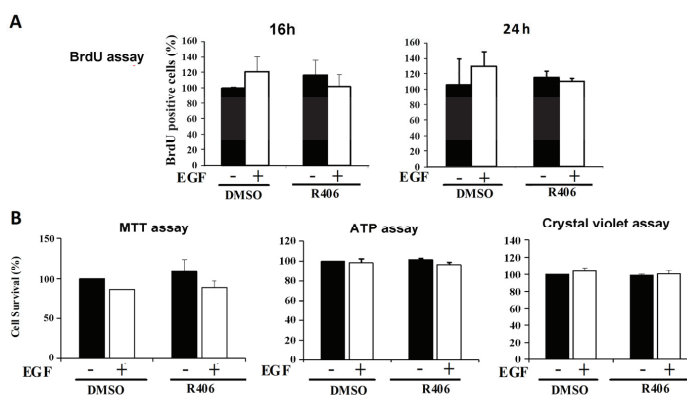 A
16h
24h
BrdU assay
BrdU positive cells (%)
160
140
120
100
80
60
40
20
0
EGF - + - +
DMSO R406
160
140
120
100
80
60
40
20
0
- + - +
DMSO R406
B
MTT assay
ATP assay
Crystal violet assay
Cell Survival (%)
150
100
50
0
EGF - + - +
DMSO R406
120
100
80
60
40
20
0
EGF - + - +
DMSO R406
140
120
100
80
60
40
20
0
EGF - + - +
DMSO R406